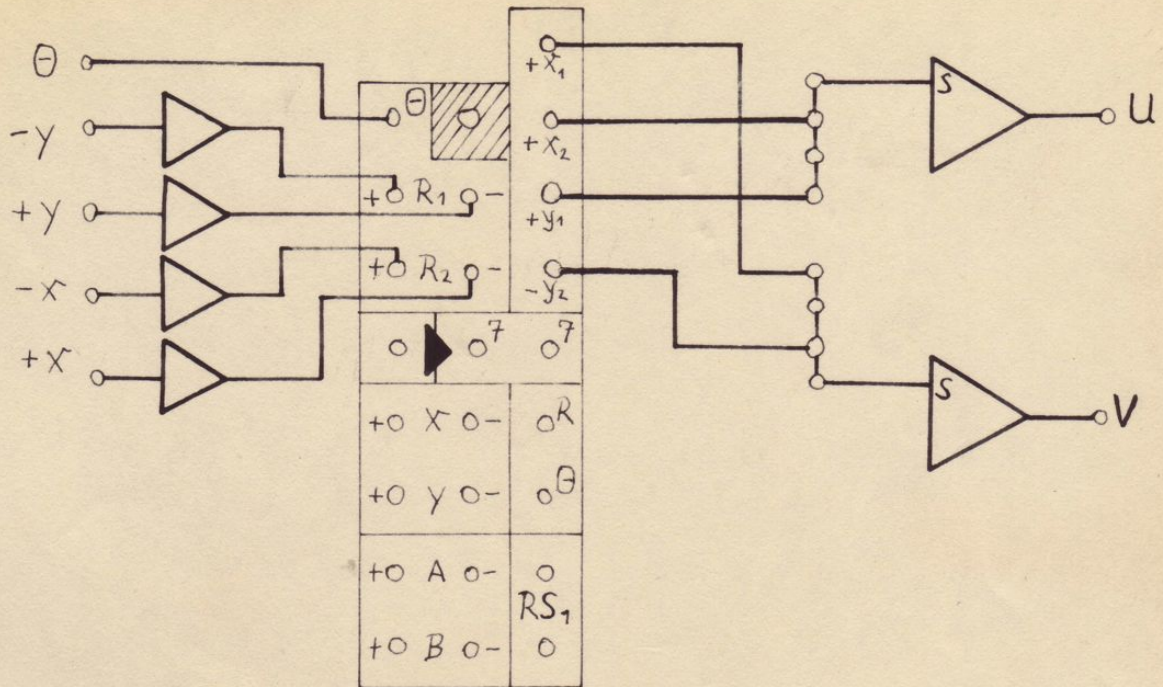 θ
-y
+y
-x
+x
θ
+ R₁ -
+ R₂ -
7
7
+ X -
R
+ Y -
θ
+ A -
+ B -
RS₁
+x₁
+x₂
+y₁
-y₂
S
U
S
V